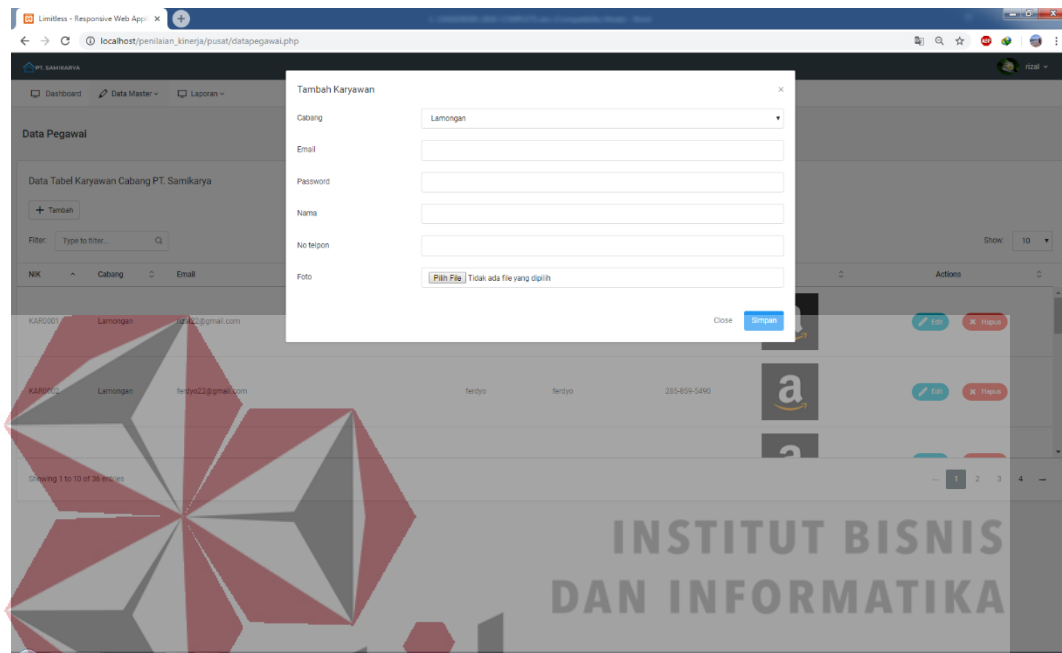 Limitless - Responsive Web Appl
localhost/penilaian_kinerja/pusat/datapegawai.php
PT. SAMIKARYA
rizal
Dashboard Data Master Laporan
Data Pegawai
Data Tabel Karyawan Cabang PT. Samikarya
+ Tambah
Filter: Type to filter...
Show: 10
NIK Cabang Email Actions
Tambah Karyawan ×
Cabang Lamongan
Email
Password
Nama
No telpon
Foto Pilih File Tidak ada file yang dipilih
Close Simpan
KAR0001 Lamongan @gmail.com Edit × Hapus
KAR0002 Lamongan ferdyo22@gmail.com ferdyo ferdyo 285-859-5490 a Edit × Hapus
Showing 1 to 10 of 36 entries
← 1 2 3 4 →
INSTITUT BISNIS
DAN INFORMATIKA